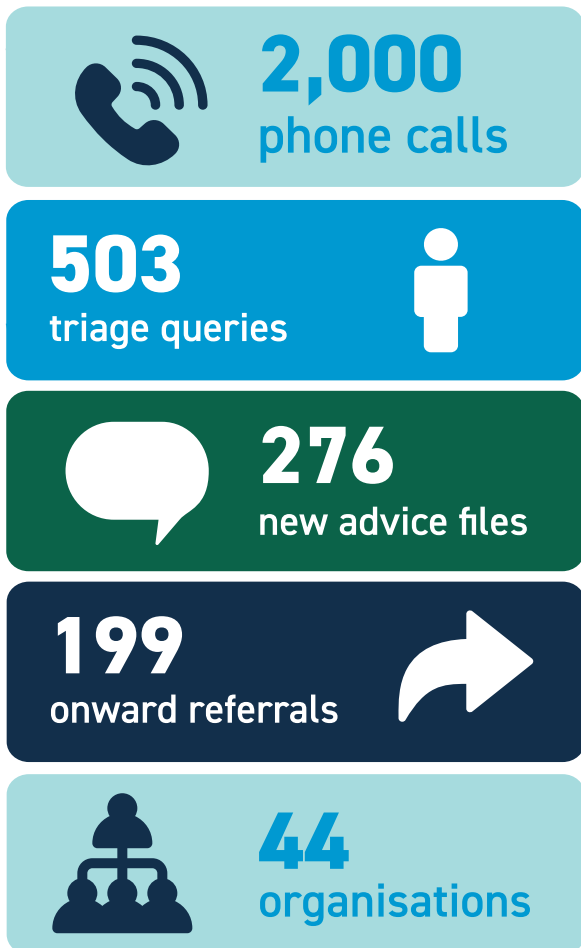 2,000
phone calls
503
triage queries
276
new advice files
199
onward referrals
44
organisations